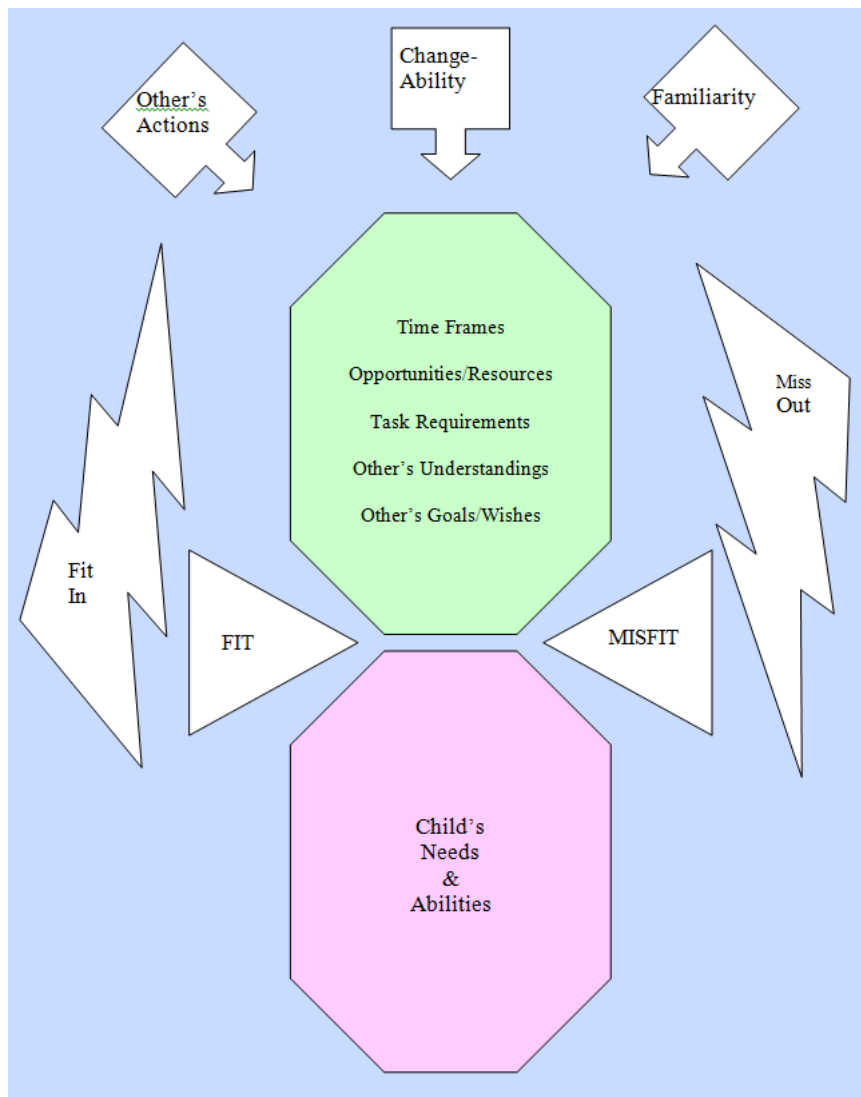 Other's
Actions
Change-
Ability
Familiarity
Time Frames
Opportunities/Resources
Task Requirements
Other's Understandings
Other's Goals/Wishes
Miss
Out
Fit
In
FIT
MISFIT
Child's
Needs
&
Abilities